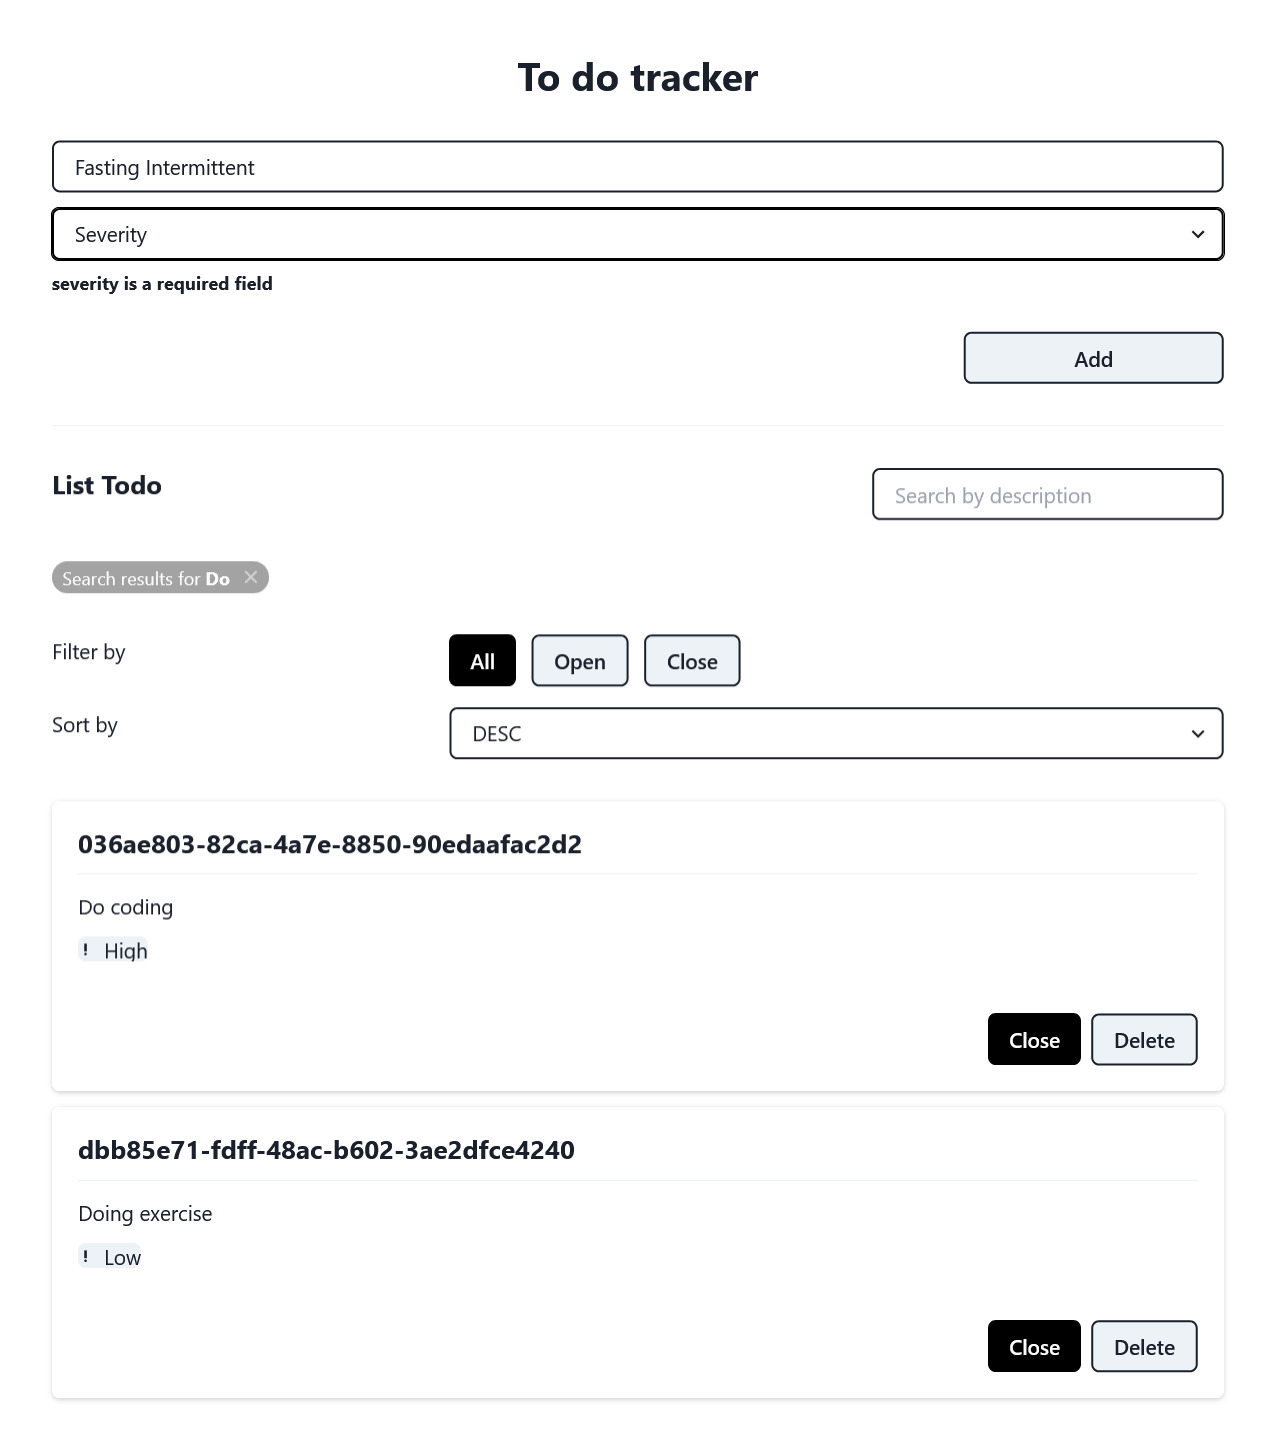 To do tracker
Fasting Intermittent
Severity
severity is a required field
Add
List Todo
Search by description
Search results for Do
Filter by
All
Open
Close
Sort by
DESC
036ae803-82ca-4a7e-8850-90edaafac2d2
Do coding
! High
Close
Delete
dbb85e71-fdff-48ac-b602-3ae2dfce4240
Doing exercise
! Low
Close
Delete